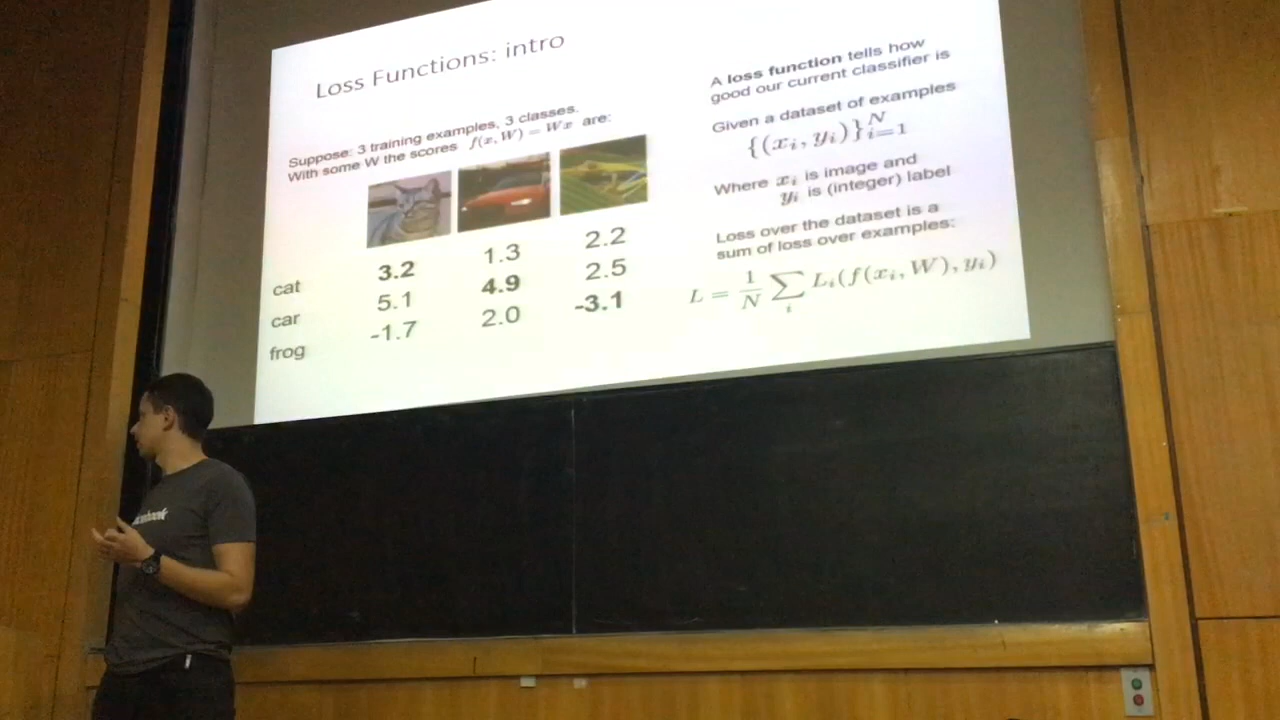 Loss Functions: intro
Suppose: 3 training examples, 3 classes.
With some W the scores f(x, W) = Wx are:
cat 3.2 1.3 2.2
car 5.1 4.9 2.5
frog -1.7 2.0 -3.1
A loss function tells how
good our current classifier is
Given a dataset of examples
{(x_i, y_i)}_{i=1}^N
Where x_i is image and
y_i is (integer) label
Loss over the dataset is a
sum of loss over examples:
L = \frac{1}{N} \sum_i L_i(f(x_i, W), y_i)